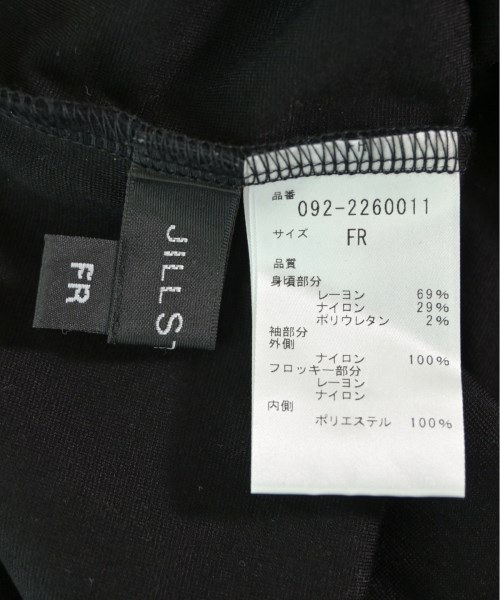 FR
JILL ST
品番
092-2260011
サイズ FR
品質
身頃部分
レーヨン 69%
ナイロン 29%
ポリウレタン 2%
袖部分
外側
ナイロン 100%
フロッキー部分
レーヨン
ナイロン
内側
ポリエステル 100%